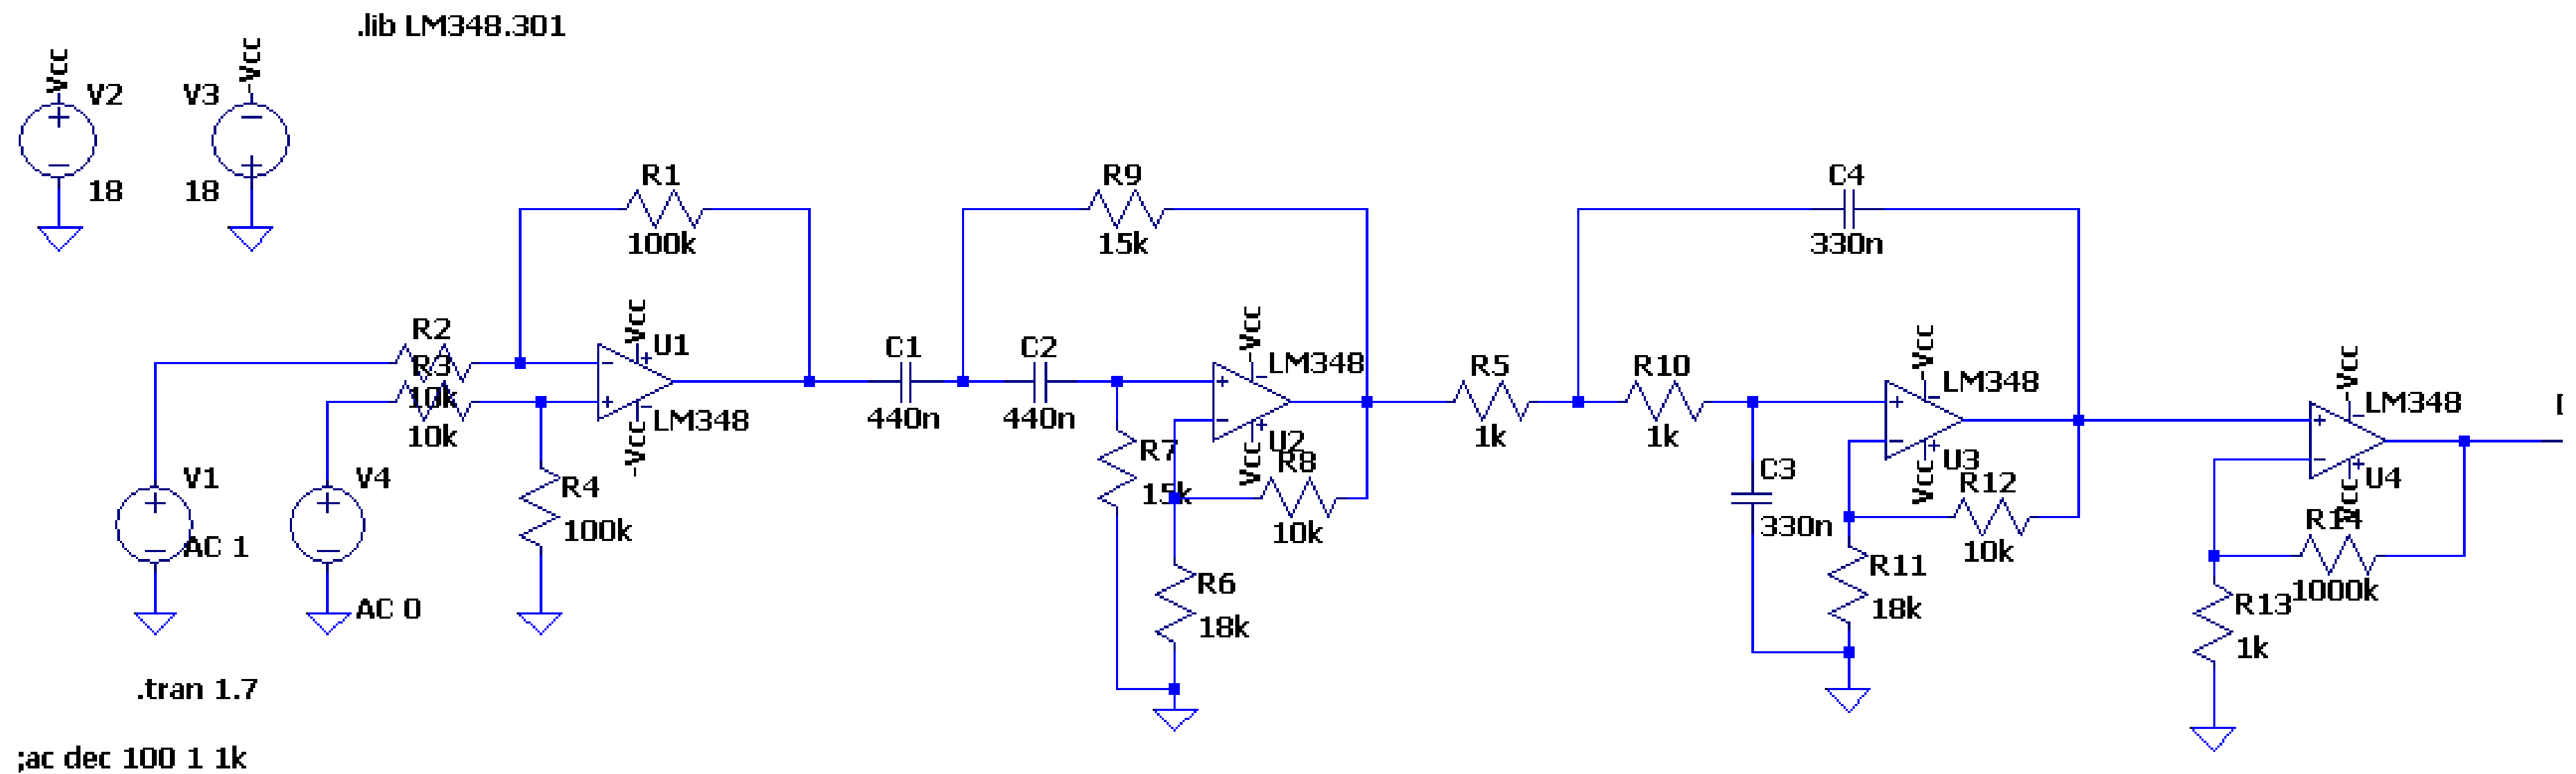 .lib LM348.301
Vcc
-Vcc
V2
V3
18
18
R1
100k
R9
15k
C4
330n
R2
R3
10k
10k
Vcc
U1
LM348
-Vcc
C1
440n
C2
440n
-Vcc
LM348
U2
Vcc
R5
1k
R10
1k
-Vcc
LM348
U3
Vcc
-Vcc
LM348
U4
Vcc
V1
AC 1
V4
AC 0
R4
100k
R7
15k
R8
10k
R6
18k
C3
330n
R12
10k
R11
18k
R14
1000k
R13
1k
.tran 1.7
;ac dec 100 1 1k